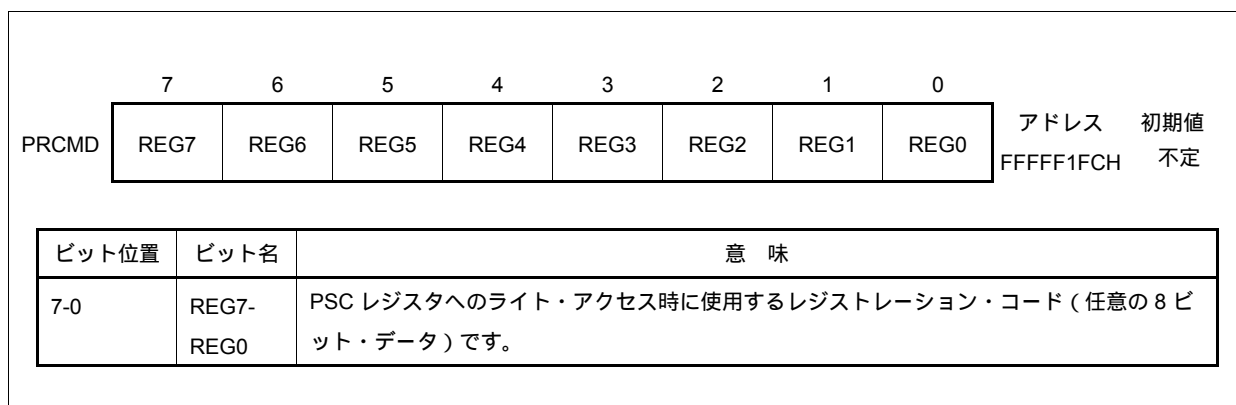 7 6 5 4 3 2 1 0
PRCMD REG7 REG6 REG5 REG4 REG3 REG2 REG1 REG0 アドレス 初期値
FFFFF1FCH 不定
ビット位置 ビット名 意 味
7-0 REG7- PSC レジスタへのライト・アクセス時に使用するレジストレーション・コード(任意の 8 ビ
REG0 ット・データ)です。